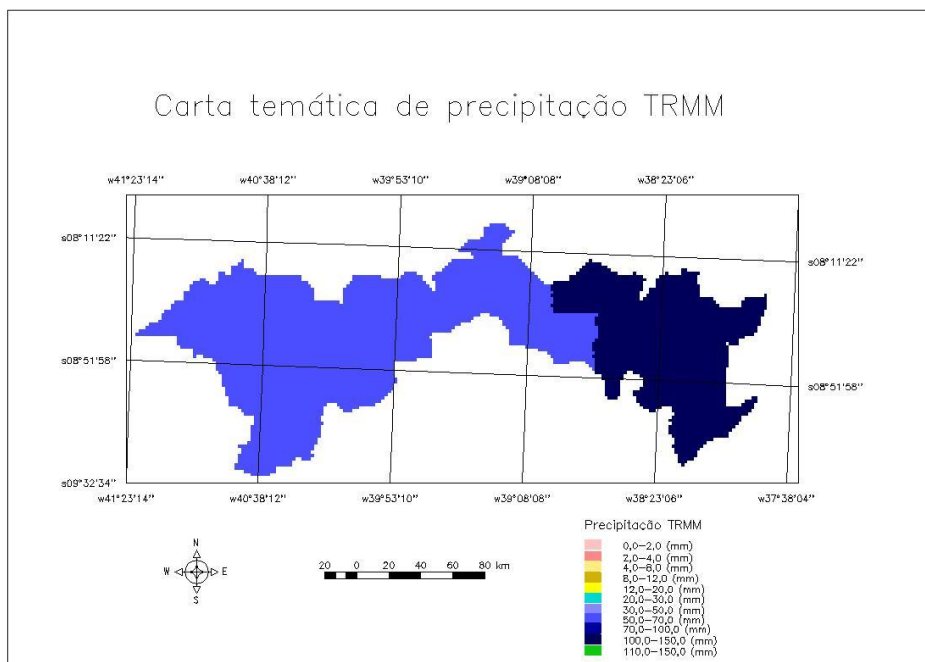 Carta temática de precipitação TRMM
w41°23'14'' w40°38'12'' w39°53'10'' w39°08'08'' w38°23'06''
s08°11'22''
s08°11'22''
s08°51'58''
s08°51'58''
s09°32'34''
w41°23'14'' w40°38'12'' w39°53'10'' w39°08'08'' w38°23'06'' w37°38'04''
Precipitação TRMM
0,0–2,0 (mm)
2,0–4,0 (mm)
4,0–8,0 (mm)
8,0–12,0 (mm)
12,0–20,0 (mm)
20,0–30,0 (mm)
30,0–50,0 (mm)
50,0–70,0 (mm)
70,0–100,0 (mm)
100,0–150,0 (mm)
110,0–150,0 (mm)
N
W E
S
20 0 20 40 60 80 km